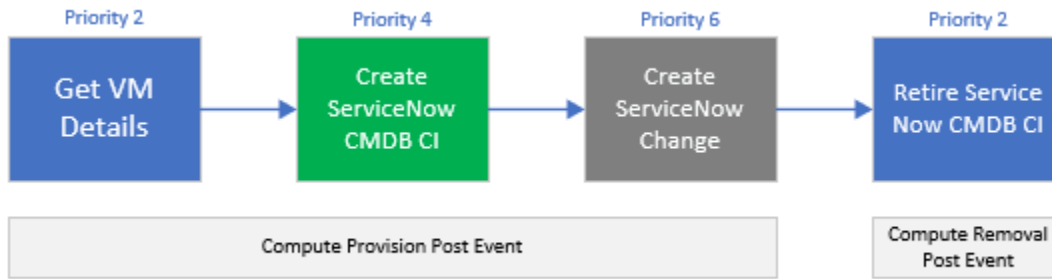 Priority 2
Priority 4
Priority 6
Priority 2
Get VM
Details
Create
ServiceNow
CMDB CI
Create
ServiceNow
Change
Retire Service
Now CMDB CI
Compute Provision Post Event
Compute Removal
Post Event